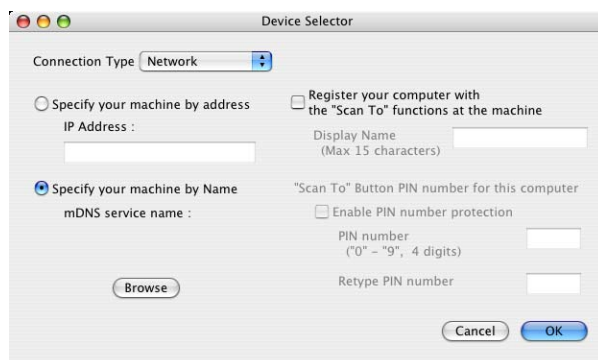 Device Selector
Connection Type Network
Specify your machine by address
IP Address :
Specify your machine by Name
mDNS service name :
Browse
Register your computer with
the "Scan To" functions at the machine
Display Name
(Max 15 characters)
"Scan To" Button PIN number for this computer
Enable PIN number protection
PIN number
("0" – "9", 4 digits)
Retype PIN number
Cancel OK